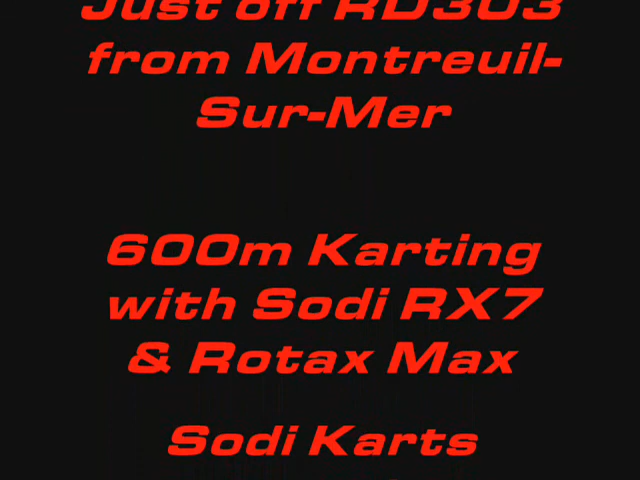 Just off RD303
from Montreuil-
Sur-Mer
600m Karting
with Sodi RX7
& Rotax Max
Sodi Karts